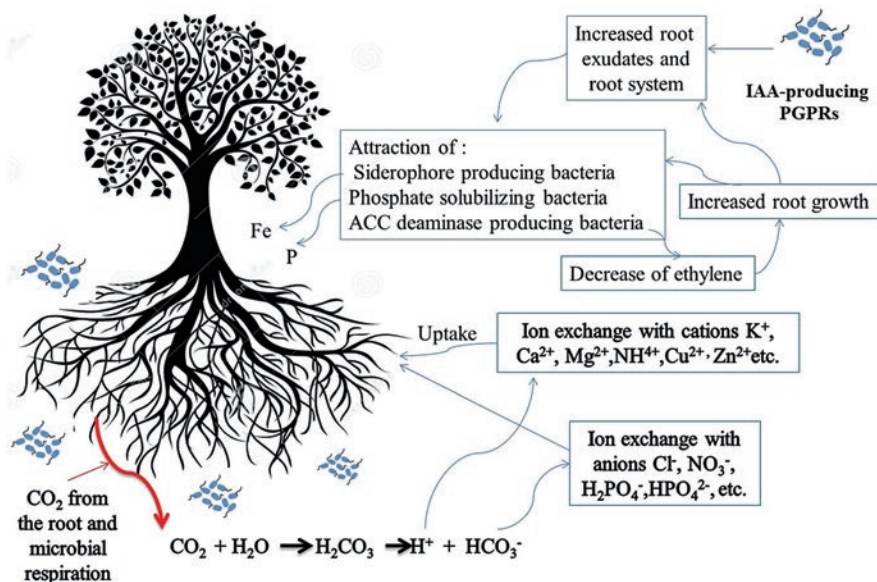 Increased root
exudates and
root system
IAA-producing
PGPRs
Attraction of :
Siderophore producing bacteria
Phosphate solubilizing bacteria
ACC deaminase producing bacteria
Increased root growth
Fe
P
Decrease of ethylene
Uptake
Ion exchange with cations K⁺,
Ca²⁺, Mg²⁺,NH⁴⁺,Cu²⁺, Zn²⁺etc.
Ion exchange with
anions Cl⁻, NO₃⁻,
H₂PO₄⁻,HPO₄²⁻, etc.
CO₂ from
the root and
microbial
respiration
CO₂ + H₂O → H₂CO₃ → H⁺ + HCO₃⁻